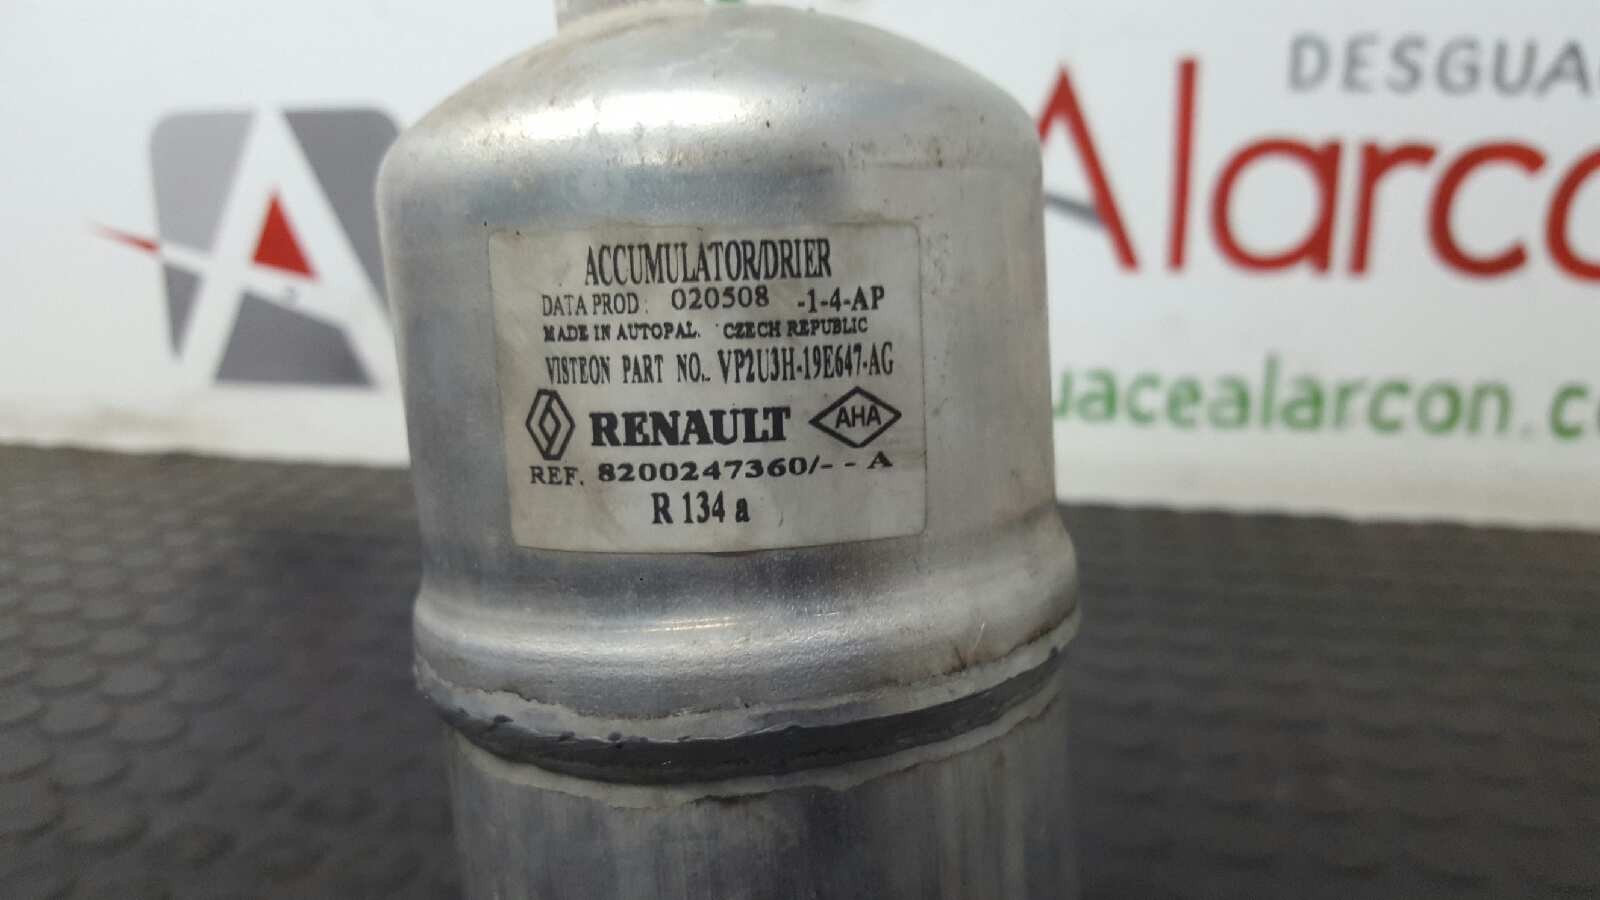 DESGUA
Alarco
uacealarcon.c
ACCUMULATOR/DRIER
DATA PROD: 020508 -1-4-AP
MADE IN AUTOPAL. CZECH REPUBLIC
VISTEON PART NO.. VP2U3H-19E647-AG
RENAULT AHA
REF. 8200247360/- - A
R 134 a